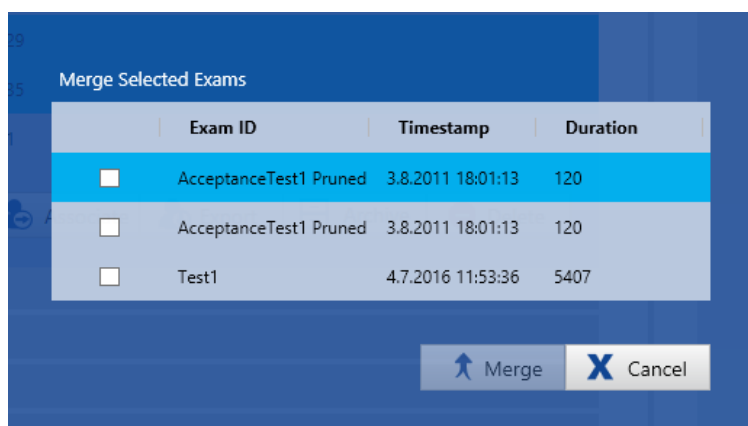 29
Merge Selected Exams
Exam ID Timestamp Duration
AcceptanceTest1 Pruned 3.8.2011 18:01:13 120
AcceptanceTest1 Pruned 3.8.2011 18:01:13 120
Test1 4.7.2016 11:53:36 5407
Merge Cancel